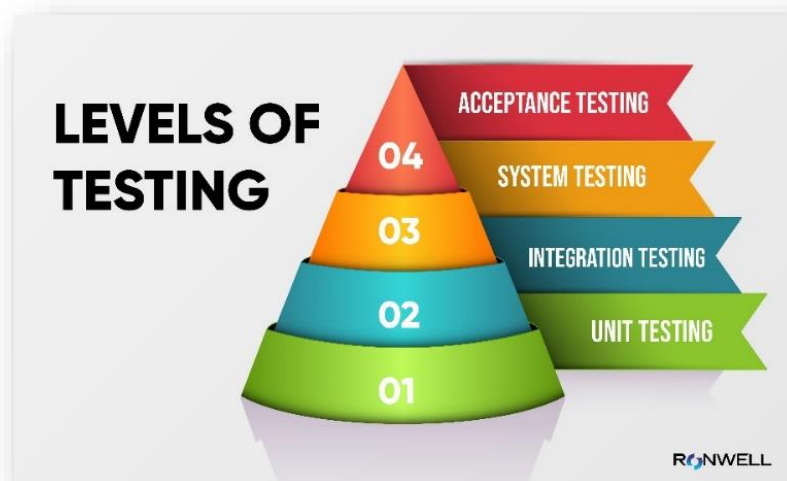 LEVELS OF
TESTING
04
ACCEPTANCE TESTING
03
SYSTEM TESTING
02
INTEGRATION TESTING
01
UNIT TESTING
RONWELL